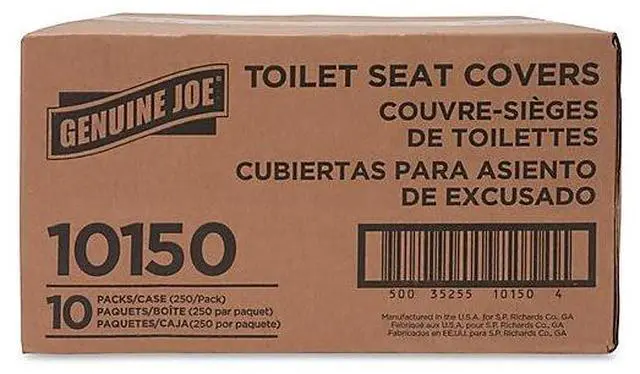 GENUINE JOE
TOILET SEAT COVERS
COUVRE-SIÈGES
DE TOILETTES
CUBIERTAS PARA ASIENTO
DE EXCUSADO
10150
10 PACKS/CASE (250/Pack)
PAQUETS/BOÎTE (250 par paquet)
PAQUETES/CAJA(250 por paquete)
500 35255 10150 4
Manufactured in the U.S.A. for S.P. Richards Co., GA
Fabriqué aux U.S.A. pour S.P. Richards Co., GA
Fabricados en EE.UU. para S.P. Richards Co., GA